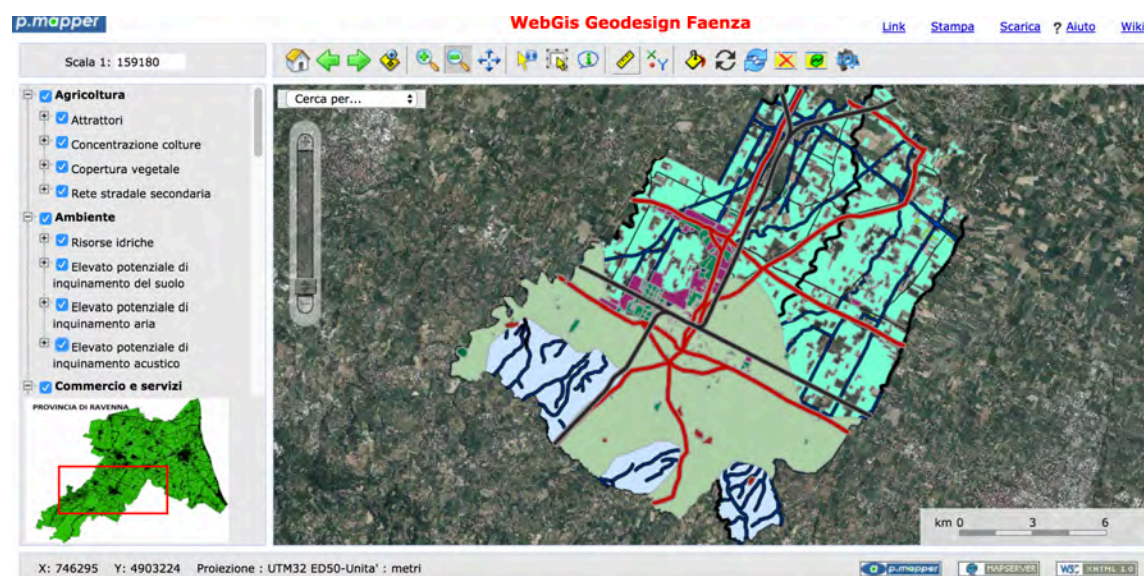 p.mapper
WebGis Geodesign Faenza
Link Stampa Scarica ? Aiuto Wiki
Scala 1: 159180
Cerca per...
Agricoltura
Attrattori
Concentrazione colture
Copertura vegetale
Rete stradale secondaria
Ambiente
Risorse idriche
Elevato potenziale di
inquinamento del suolo
Elevato potenziale di
inquinamento aria
Elevato potenziale di
inquinamento acustico
Commercio e servizi
PROVINCIA DI RAVENNA
km 0 3 6
X: 746295 Y: 4903224 Proiezione : UTM32 ED50-Unita' : metri
p.mapper MAPSERVER W3C XHTML 1.0